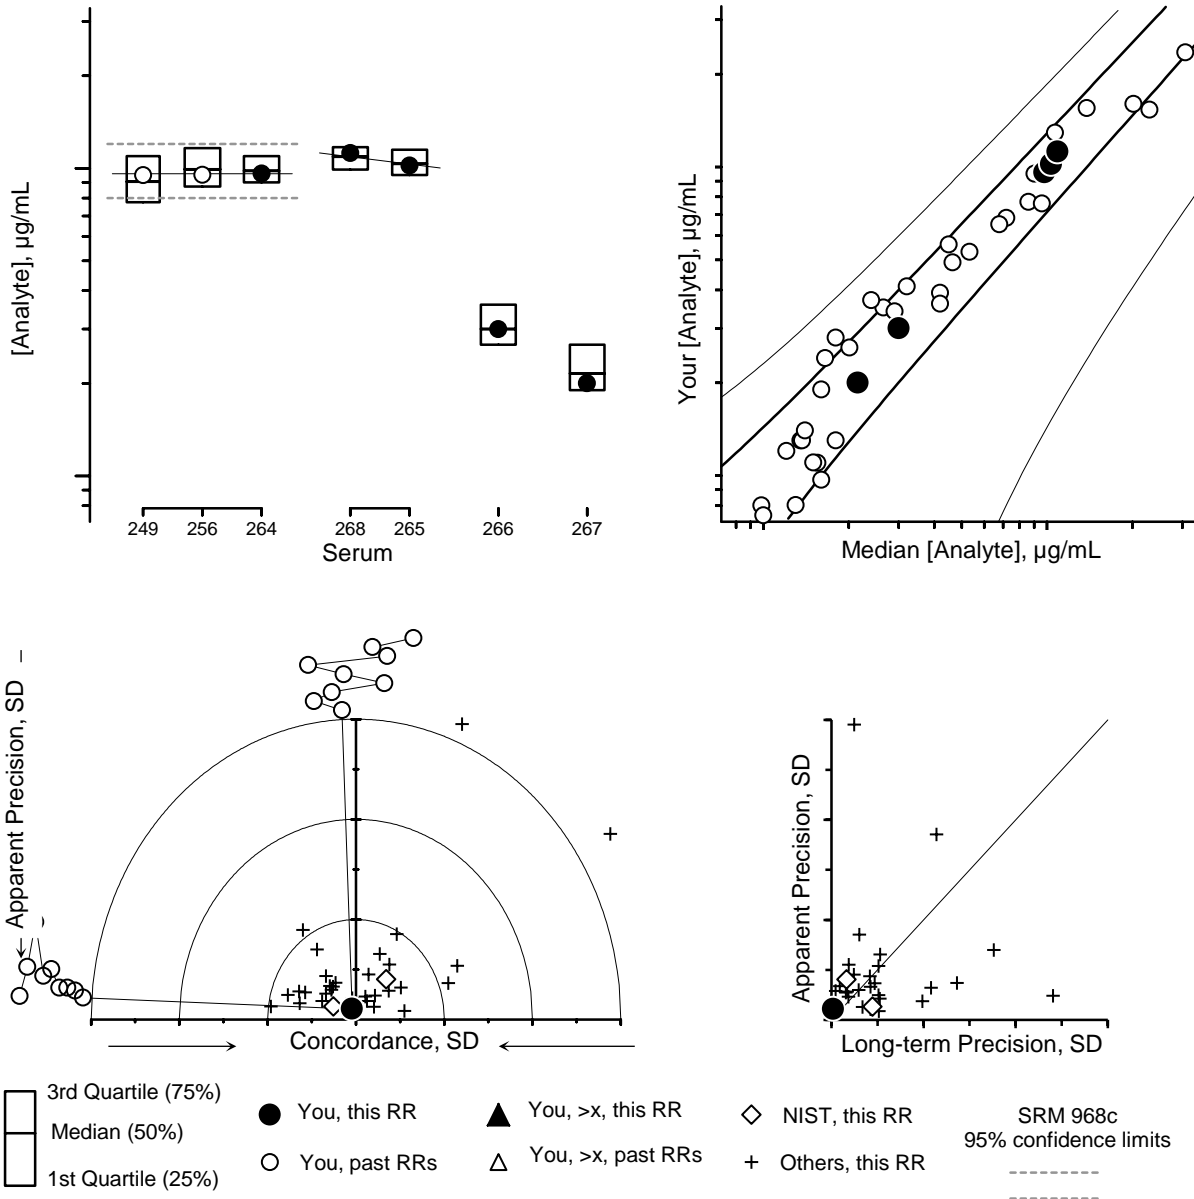 [Analyte], µg/mL
249 256 264 268 265 266 267
Serum
Your [Analyte], µg/mL
Median [Analyte], µg/mL
Apparent Precision, SD
Concordance, SD
Apparent Precision, SD
Long-term Precision, SD
3rd Quartile (75%)
Median (50%)
1st Quartile (25%)
You, this RR
You, past RRs
You, >x, this RR
You, >x, past RRs
NIST, this RR
Others, this RR
SRM 968c
95% confidence limits